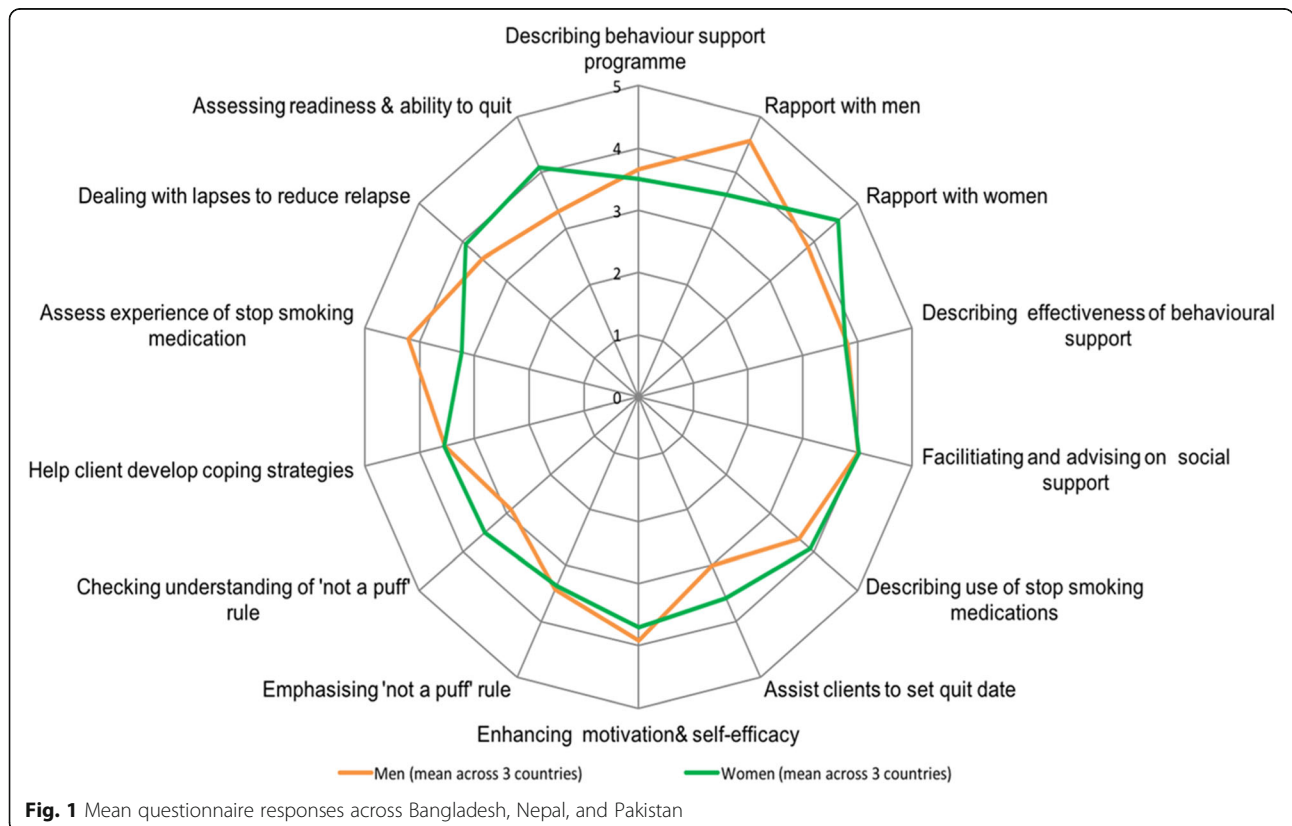 Describing behaviour support
programme
5
Assessing readiness & ability to quit
Rapport with men
4
Dealing with lapses to reduce relapse
Rapport with women
3
2
Assess experience of stop smoking
medication
Describing effectiveness of behavioural
support
1
0
Help client develop coping strategies
Facilitiating and advising on social
support
Checking understanding of 'not a puff'
rule
Describing use of stop smoking
medications
Emphasising 'not a puff' rule
Assist clients to set quit date
Enhancing motivation& self-efficacy
Men (mean across 3 countries)
Women (mean across 3 countries)
Fig. 1 Mean questionnaire responses across Bangladesh, Nepal, and Pakistan